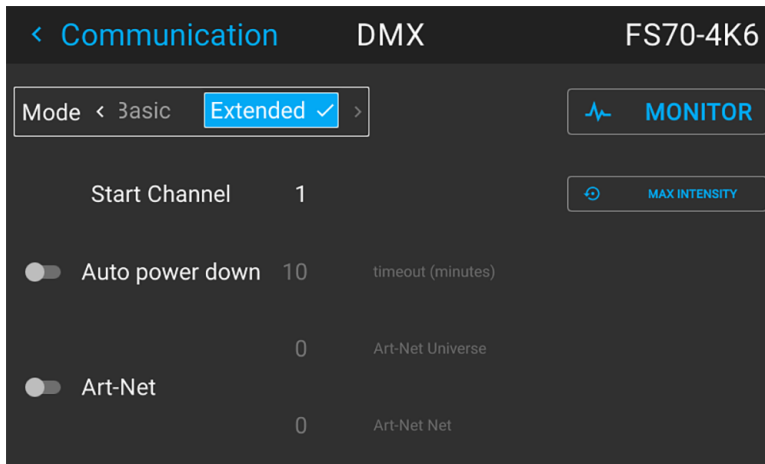 Communication DMX FS70-4K6
Mode Basic Extended MONITOR
Start Channel 1 MAX INTENSITY
Auto power down 10 timeout (minutes)
0 Art-Net Universe
Art-Net
0 Art-Net Net